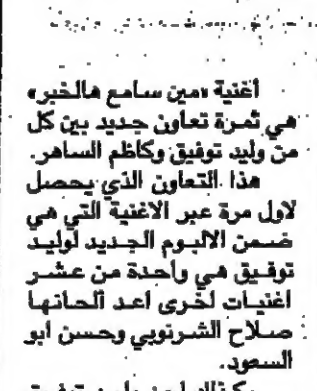 أغنية «مين سامع هالخبر»
هي ثمرة تعاون جديد بين كل
من وليد توفيق وكاظم الساهر.
هذا التعاون الذي يحصل
لاول مرة عبر الاغنية التي هي
ضمن الالبوم الجديد لوليد
توفيق هي واحدة من عشر
اغنيات اخرى اعد ألحانها
صلاح الشرنوبي وحسن ابو
السعود.